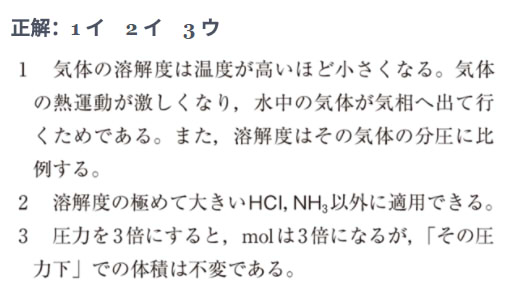 正解：1 イ　2 イ　3 ウ
1　気体の溶解度は温度が高いほど小さくなる。気体
の熱運動が激しくなり，水中の気体が気相へ出て行
くためである。また，溶解度はその気体の分圧に比
例する。
2　溶解度の極めて大きいHCl, NH₃以外に適用できる。
3　圧力を3倍にすると，molは3倍になるが，「その圧
力下」での体積は不変である。